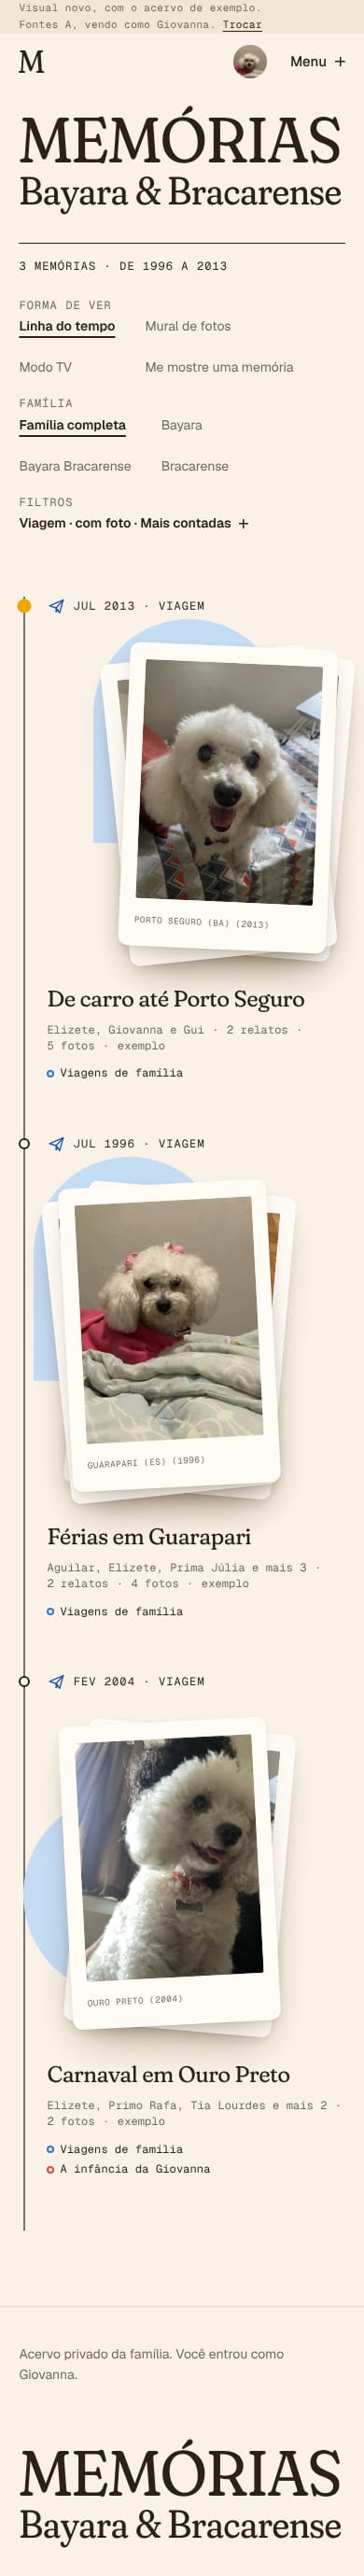 Visual novo, com o acervo de exemplo.
Fontes A, vendo como Giovanna. Trocar
M
Menu +
MEMÓRIAS
Bayara & Bracarense
3 MEMÓRIAS · DE 1996 A 2013
FORMA DE VER
Linha do tempo
Mural de fotos
Modo TV
Me mostre uma memória
FAMÍLIA
Família completa
Bayara
Bayara Bracarense
Bracarense
FILTROS
Viagem · com foto · Mais contadas +
JUL 2013 · VIAGEM
PORTO SEGURO (BA) (2013)
De carro até Porto Seguro
Elizete, Giovanna e Gui · 2 relatos ·
5 fotos · exemplo
Viagens de família
JUL 1996 · VIAGEM
GUARAPARI (ES) (1996)
Férias em Guarapari
Aguilar, Elizete, Prima Júlia e mais 3 ·
2 relatos · 4 fotos · exemplo
Viagens de família
FEV 2004 · VIAGEM
OURO PRETO (2004)
Carnaval em Ouro Preto
Elizete, Primo Rafa, Tia Lourdes e mais 2 ·
2 fotos · exemplo
Viagens de família
A infância da Giovanna
Acervo privado da família. Você entrou como
Giovanna.
MEMÓRIAS
Bayara & Bracarense